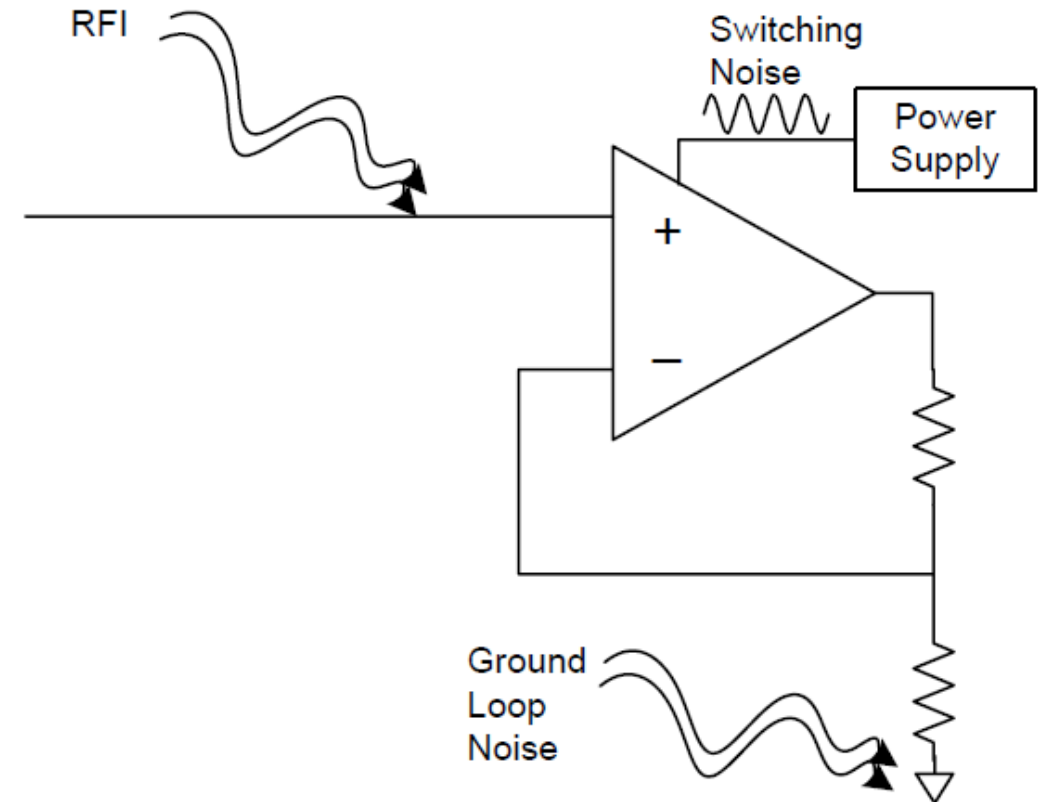 RFI
Switching
Noise
Power
Supply
+
−
Ground
Loop
Noise